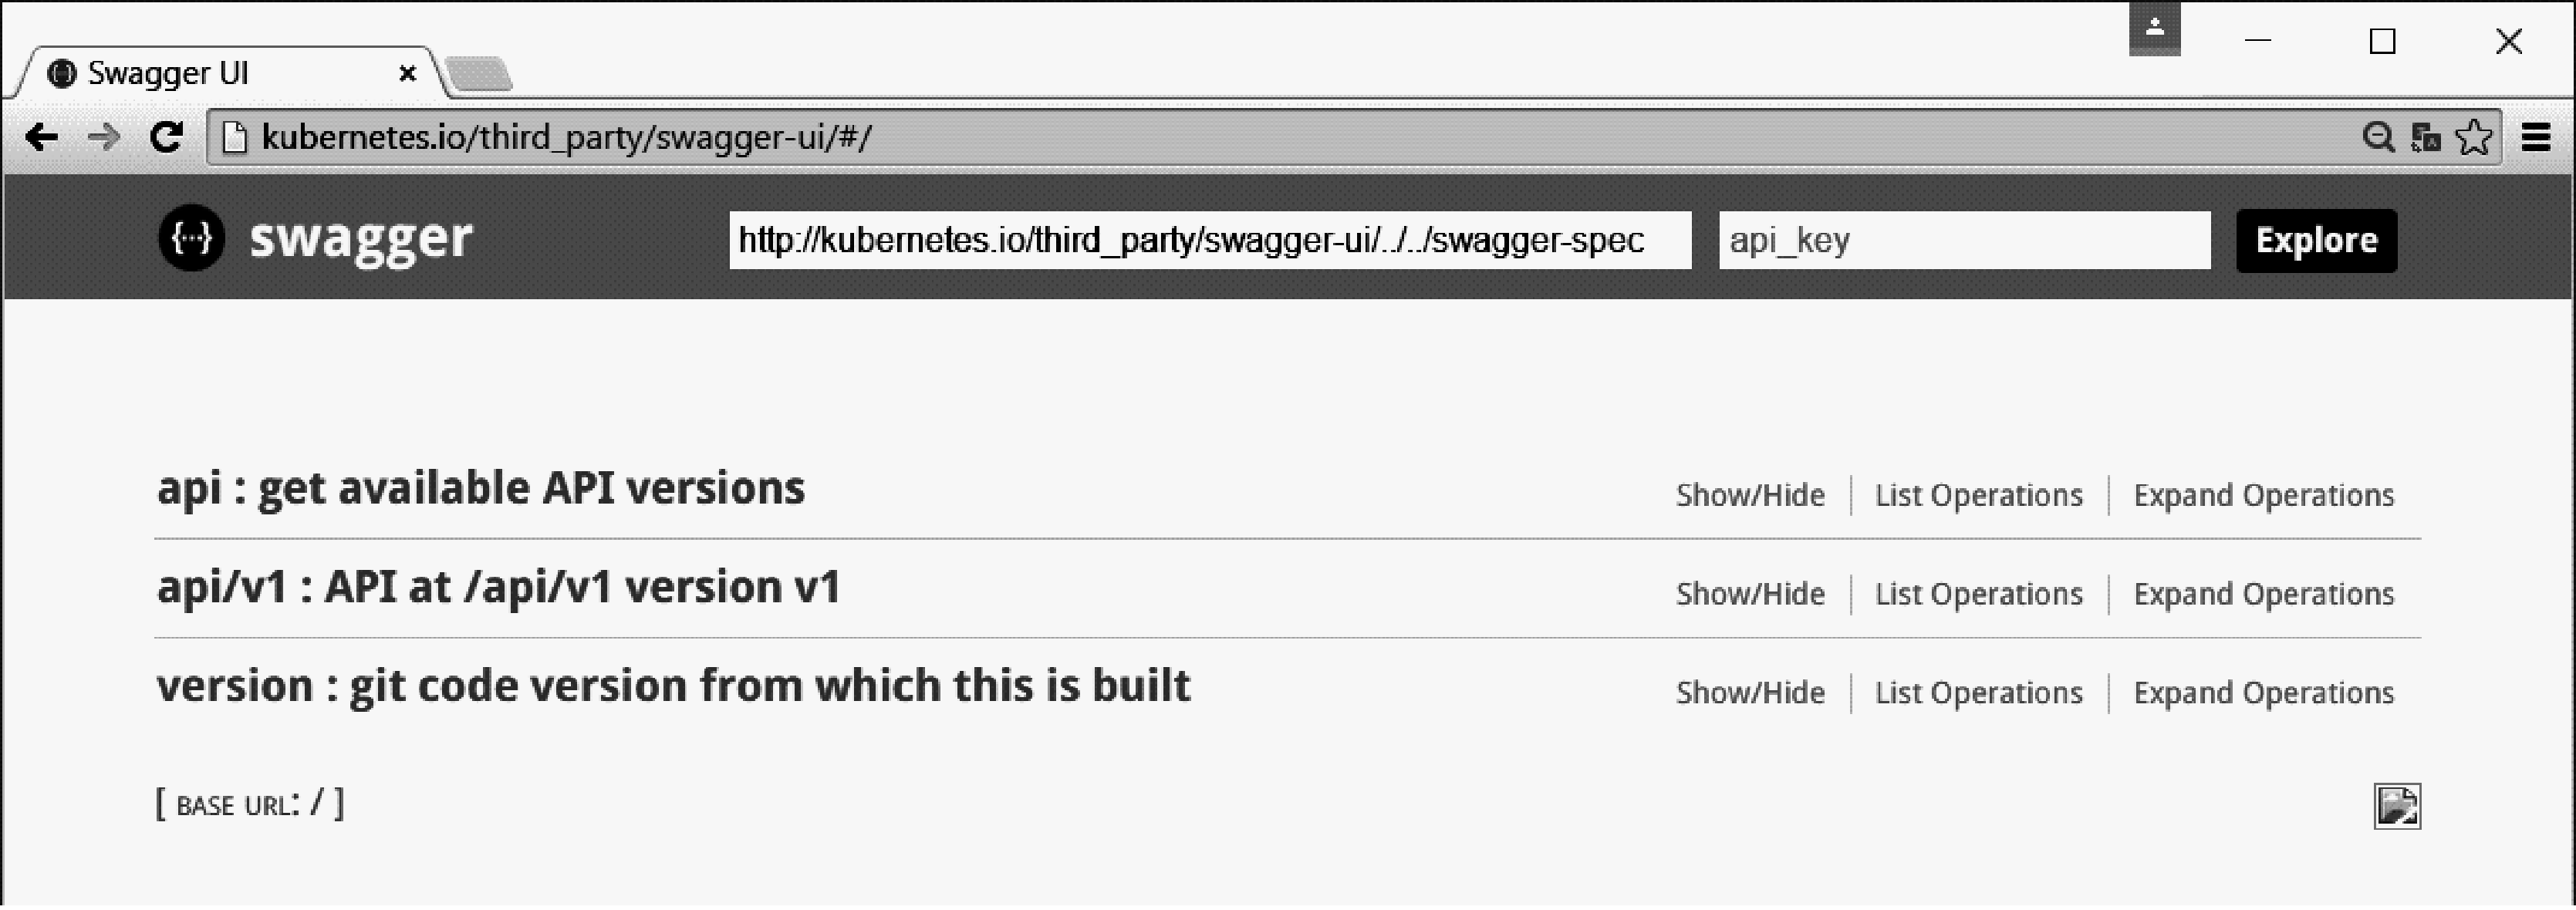 Swagger UI
kubernetes.io/third_party/swagger-ui/#/
{···} swagger http://kubernetes.io/third_party/swagger-ui/../../swagger-spec api_key Explore
api : get available API versions Show/Hide List Operations Expand Operations
api/v1 : API at /api/v1 version v1 Show/Hide List Operations Expand Operations
version : git code version from which this is built Show/Hide List Operations Expand Operations
[ BASE URL: / ]